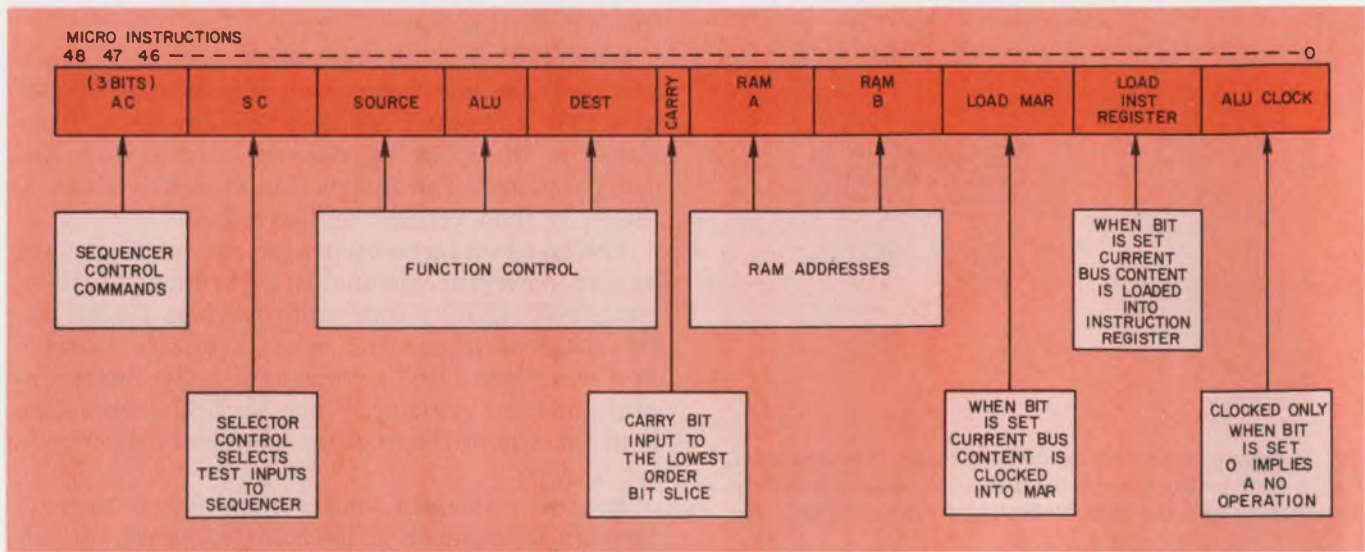 MICRO INSTRUCTIONS
48 47 46 - - - - - - - - - - - - - - - - - - - - - - - - - - - - - - - - - - - - - - - - 0
(3 BITS)
AC
SC
SOURCE
ALU
DEST
CARRY
RAM
A
RAM
B
LOAD MAR
LOAD
INST
REGISTER
ALU CLOCK
SEQUENCER
CONTROL
COMMANDS
FUNCTION CONTROL
RAM ADDRESSES
WHEN BIT
IS SET
CURRENT
BUS CONTENT
IS LOADED
INTO
INSTRUCTION
REGISTER
SELECTOR
CONTROL
SELECTS
TEST INPUTS
TO
SEQUENCER
CARRY BIT
INPUT TO
THE LOWEST
ORDER
BIT SLICE
WHEN BIT
IS SET
CURRENT BUS
CONTENT IS
CLOCKED
INTO MAR
CLOCKED ONLY
WHEN BIT
IS SET
0 IMPLIES
A NO
OPERATION